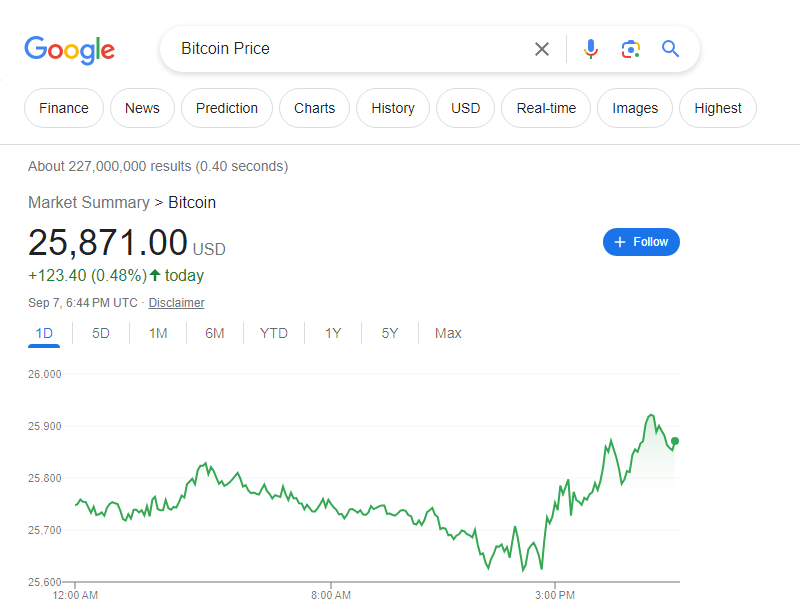 Google
Bitcoin Price
Finance News Prediction Charts History USD Real-time Images Highest
About 227,000,000 results (0.40 seconds)
Market Summary > Bitcoin
25,871.00 USD
+ Follow
+123.40 (0.48%)↑ today
Sep 7, 6:44 PM UTC · Disclaimer
1D 5D 1M 6M YTD 1Y 5Y Max
26,000
25,900
25,800
25,700
25,600
12:00 AM 8:00 AM 3:00 PM